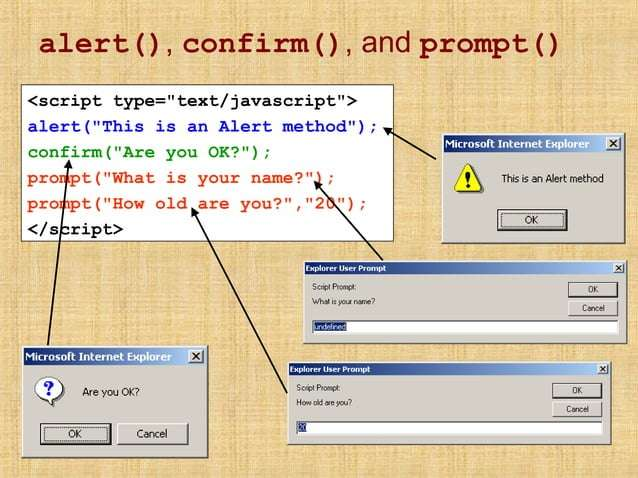 alert(), confirm(), and prompt()
<script type="text/javascript">
alert("This is an Alert method");
confirm("Are you OK?");
prompt("What is your name?");
prompt("How old are you?","20");
</script>
Microsoft Internet Explorer
This is an Alert method
OK
Explorer User Prompt
Script Prompt:
What is your name?
OK
Cancel
undefined
Microsoft Internet Explorer
Are you OK?
OK
Cancel
Explorer User Prompt
Script Prompt:
How old are you?
OK
Cancel
20